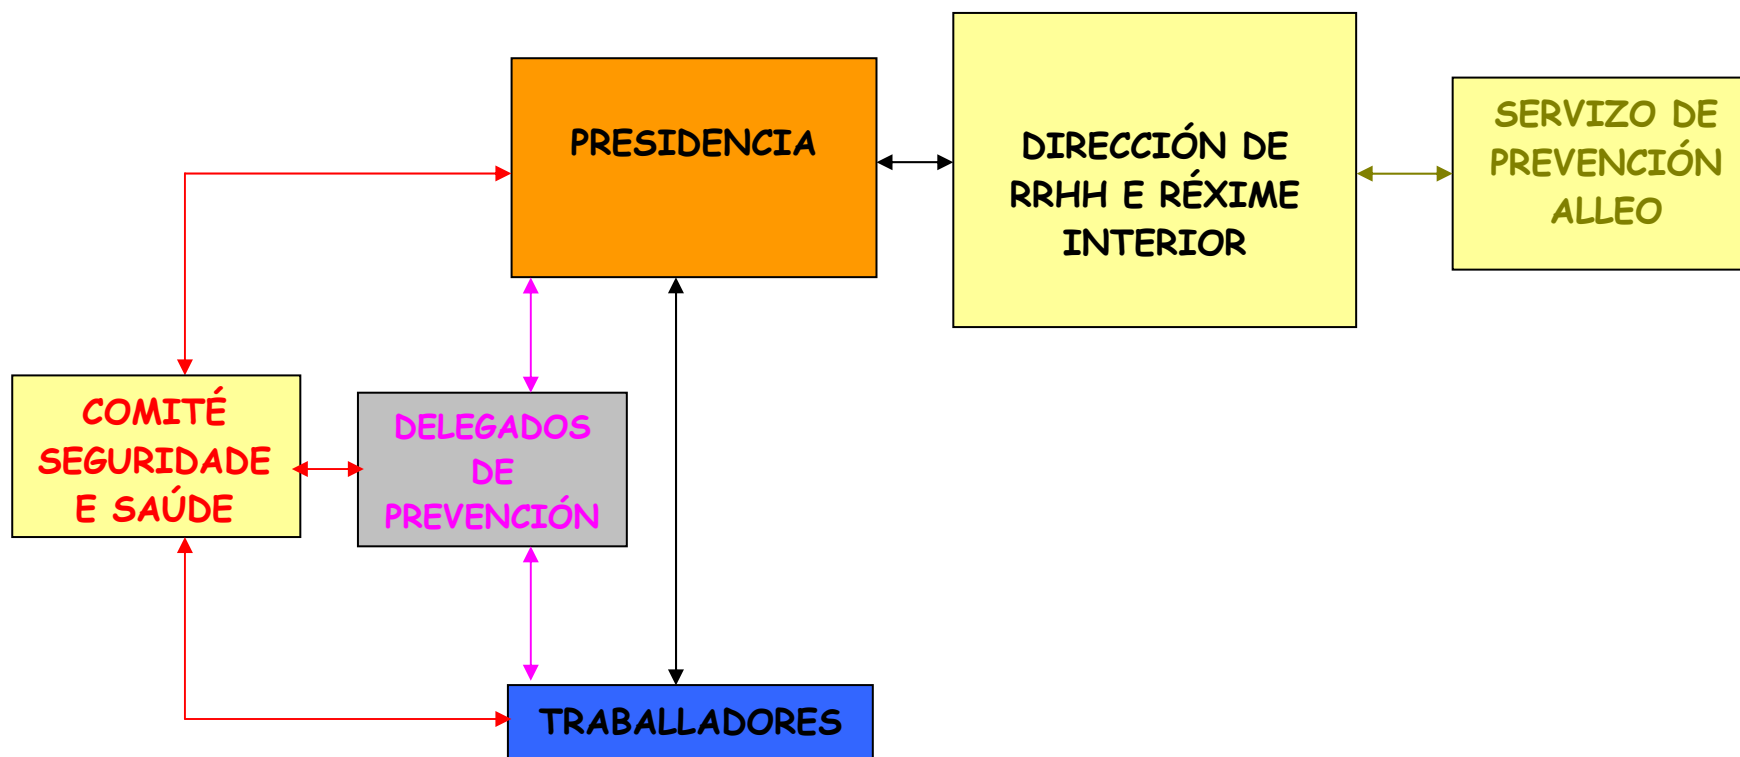 PRESIDENCIA
DIRECCIÓN DE
RRHH E RÉXIME
INTERIOR
SERVIZO DE
PREVENCIÓN
ALLEO
COMITÉ
SEGURIDADE
E SAÚDE
DELEGADOS
DE
PREVENCIÓN
TRABALLADORES